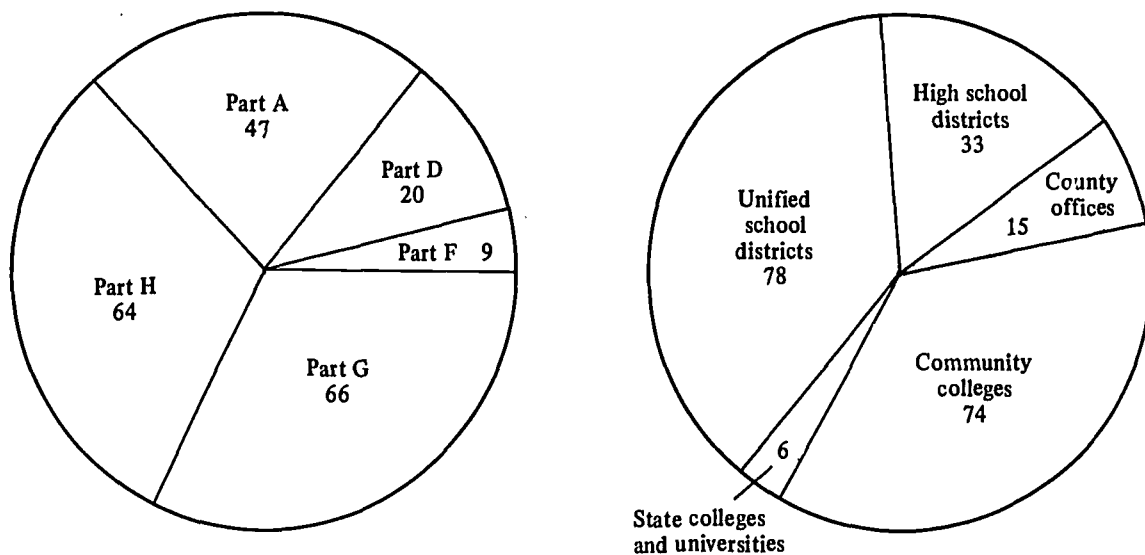 Part A
47
Part D
20
Part F 9
Part H
64
Part G
66
High school
districts
33
County
offices
15
Unified
school
districts
78
Community
colleges
74
6
State colleges
and universities